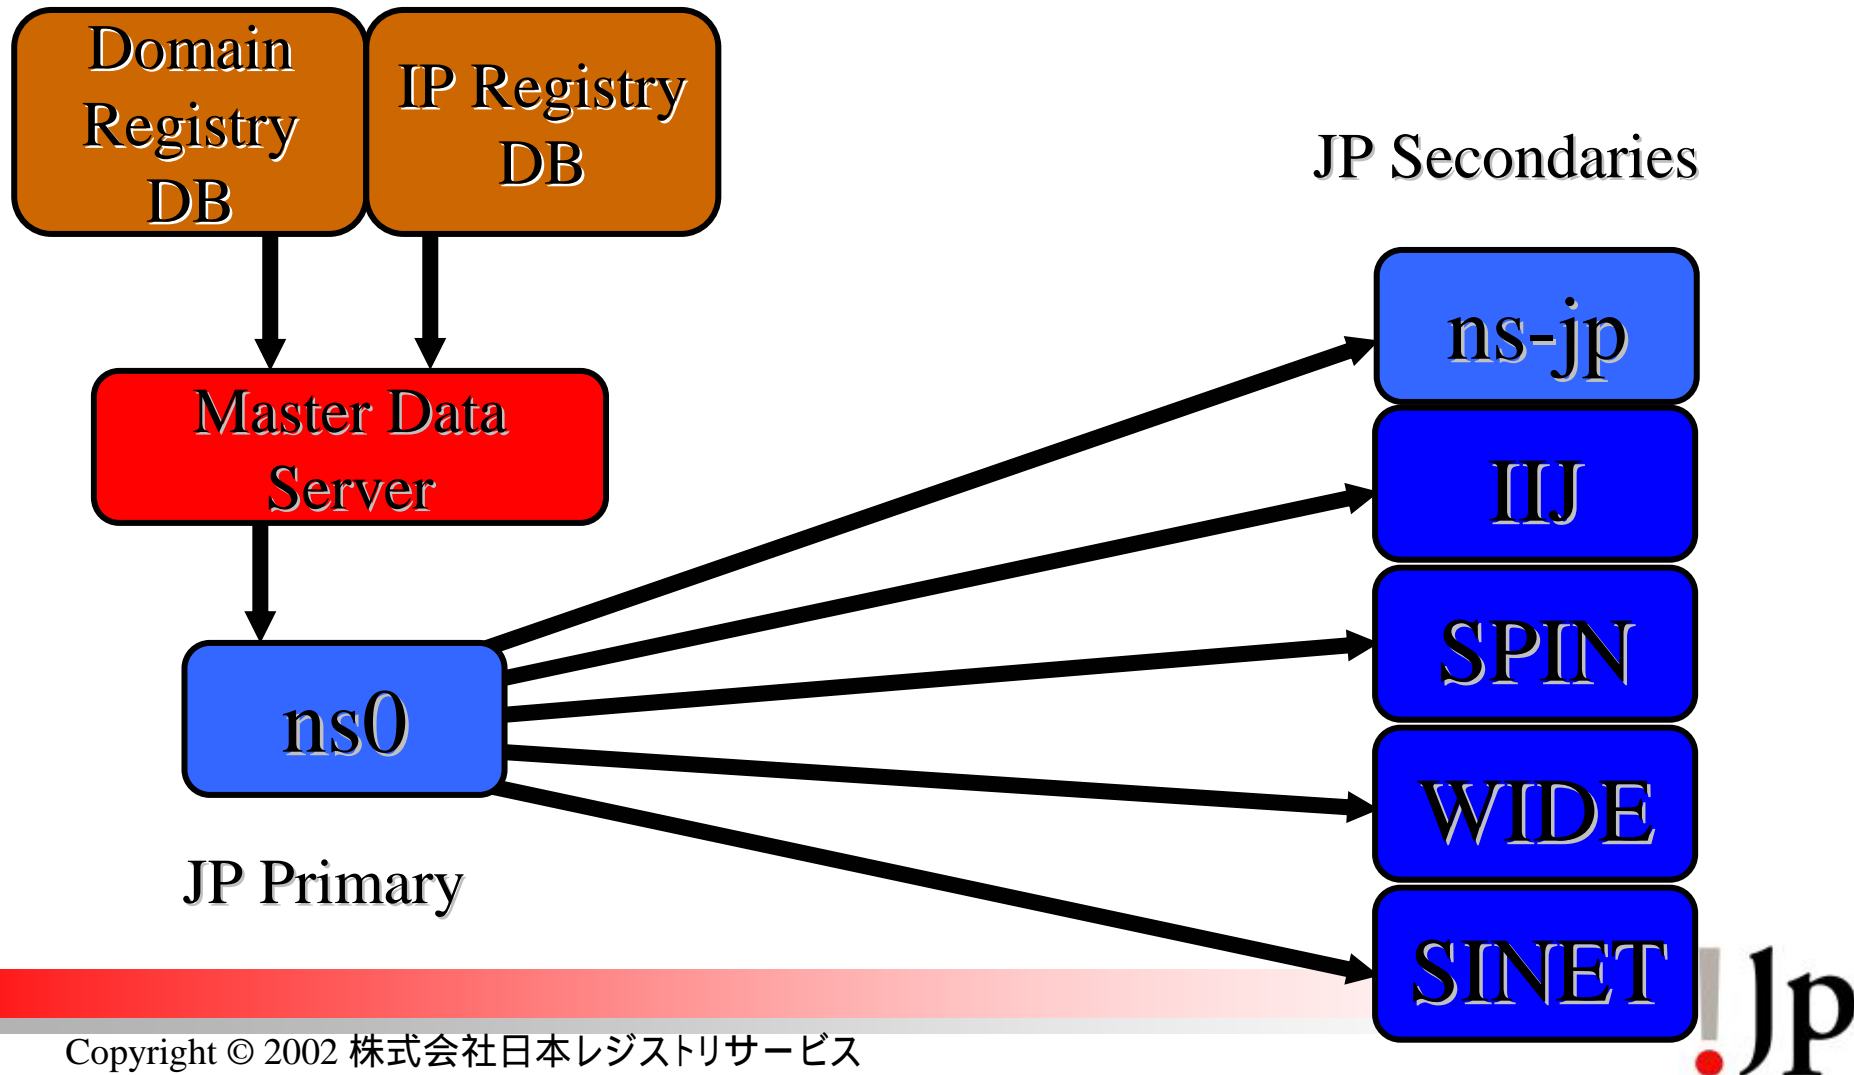 Domain
Registry
DB
IP Registry
DB
JP Secondaries
ns-jp
Master Data
Server
IIJ
SPIN
ns0
WIDE
JP Primary
SINET
!Jp
Copyright © 2002 株式会社日本レジストリサービス